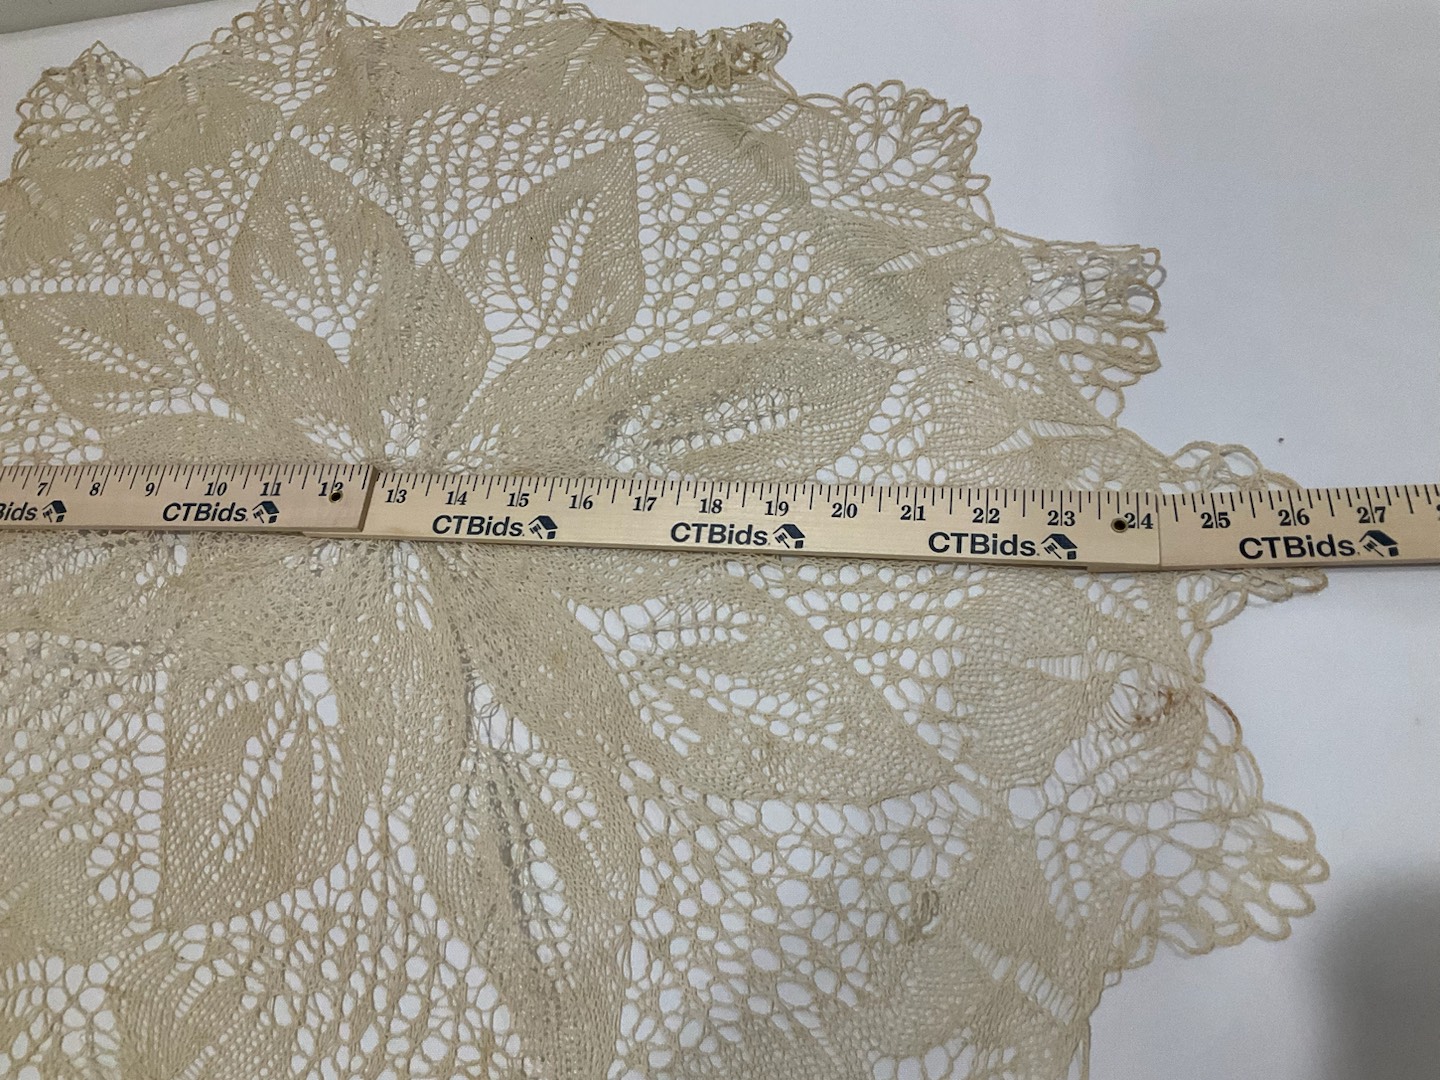 7 8 9 10 11 12 13 14 15 16 17 18 19 20 21 22 23 24 25 26 27
Bids CTBids. CTBids. CTBids. CTBids. CTBids.